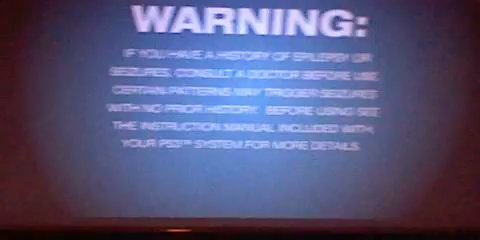 WARNING:
IF YOU HAVE A HISTORY OF EPILEPSY OR
SEIZURES, CONSULT A DOCTOR BEFORE USE.
CERTAIN PATTERNS MAY TRIGGER SEIZURES
WITH NO PRIOR HISTORY. BEFORE USING SEE
THE INSTRUCTION MANUAL INCLUDED WITH
YOUR PS3™ SYSTEM FOR MORE DETAILS.